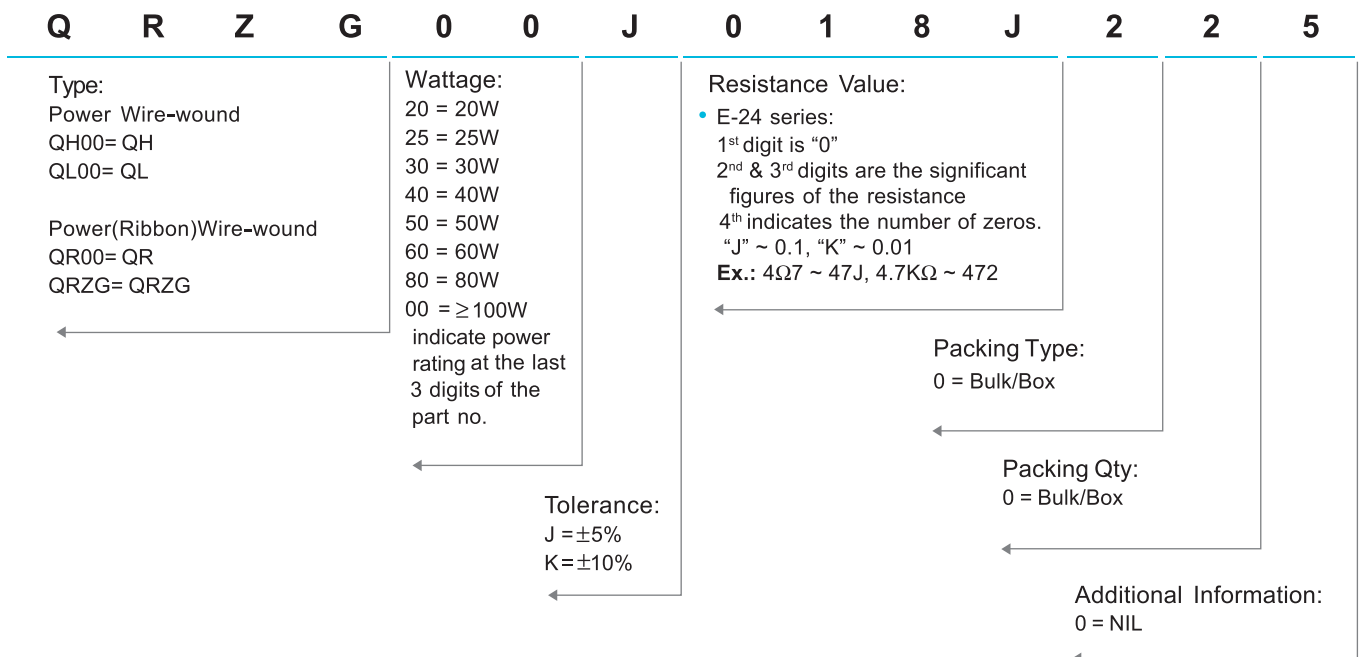 Q R Z G 0 0 J 0 1 8 J 2 2 5
Type:
Power Wire-wound
QH00= QH
QL00= QL
Power(Ribbon)Wire-wound
QR00= QR
QRZG= QRZG
Wattage:
20 = 20W
25 = 25W
30 = 30W
40 = 40W
50 = 50W
60 = 60W
80 = 80W
00 = ≥100W
indicate power
rating at the last
3 digits of the
part no.
Tolerance:
J =±5%
K=±10%
Resistance Value:
• E-24 series:
1st digit is “0”
2nd & 3rd digits are the significant
figures of the resistance
4th indicates the number of zeros.
“J” ~ 0.1, “K” ~ 0.01
Ex.: 4Ω7 ~ 47J, 4.7KΩ ~ 472
Packing Type:
0 = Bulk/Box
Packing Qty:
0 = Bulk/Box
Additional Information:
0 = NIL